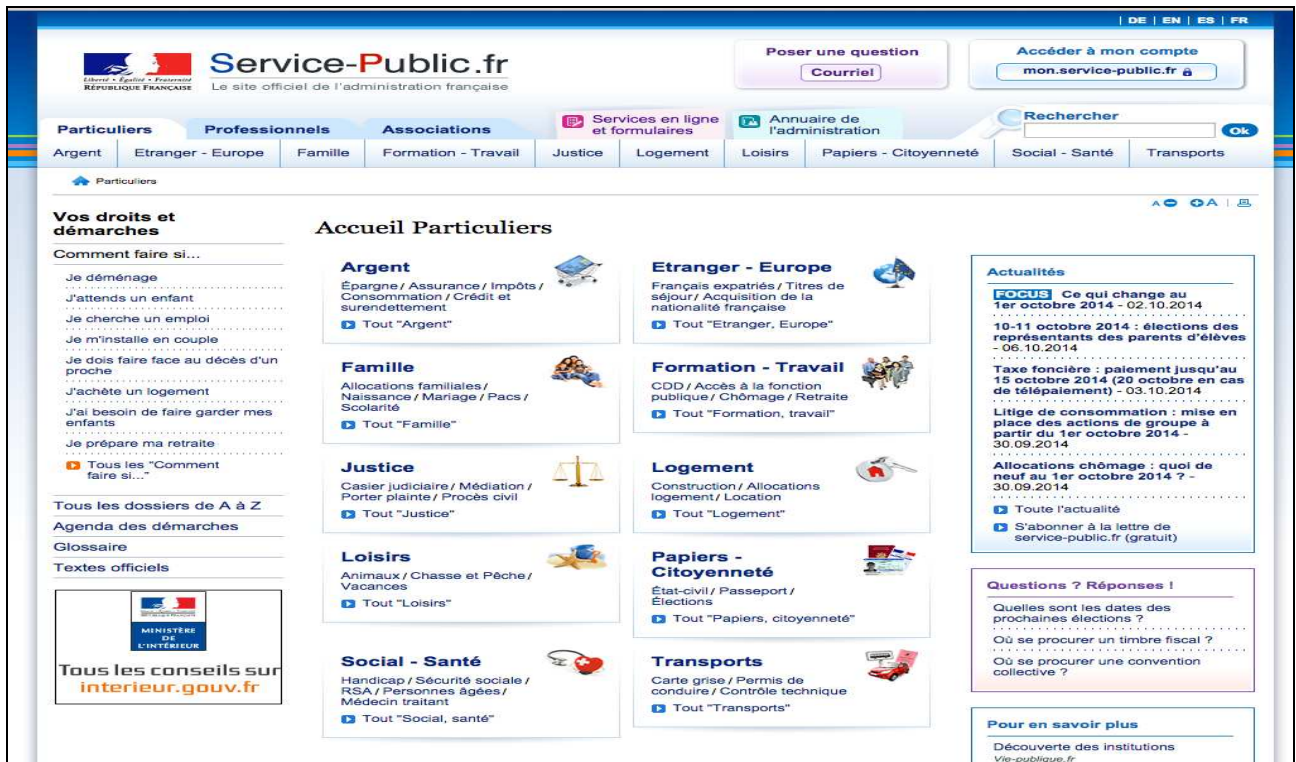 | DE | EN | ES | FR
Liberté • Égalité • Fraternité
RÉPUBLIQUE FRANÇAISE
Service-Public.fr
Le site officiel de l'administration française
Poser une question
Courriel
Accéder à mon compte
mon.service-public.fr
Particuliers
Professionnels
Associations
Services en ligne
et formulaires
Annuaire de
l'administration
Rechercher
Ok
Argent
Etranger - Europe
Famille
Formation - Travail
Justice
Logement
Loisirs
Papiers - Citoyenneté
Social - Santé
Transports
Particuliers
A A
Vos droits et
démarches
Comment faire si...
Je déménage
J'attends un enfant
Je cherche un emploi
Je m'installe en couple
Je dois faire face au décès d'un
proche
J'achète un logement
J'ai besoin de faire garder mes
enfants
Je prépare ma retraite
Tous les "Comment
faire si..."
Tous les dossiers de A à Z
Agenda des démarches
Glossaire
Textes officiels
MINISTÈRE
DE
L'INTÉRIEUR
Tous les conseils sur
interieur.gouv.fr
Accueil Particuliers
Argent
Épargne / Assurance / Impôts /
Consommation / Crédit et
surendettement
Tout "Argent"
Etranger - Europe
Français expatriés / Titres de
séjour / Acquisition de la
nationalité française
Tout "Etranger, Europe"
Famille
Allocations familiales /
Naissance / Mariage / Pacs /
Scolarité
Tout "Famille"
Formation - Travail
CDD / Accès à la fonction
publique / Chômage / Retraite
Tout "Formation, travail"
Justice
Casier judiciaire / Médiation /
Porter plainte / Procès civil
Tout "Justice"
Logement
Construction / Allocations
logement / Location
Tout "Logement"
Loisirs
Animaux / Chasse et Pêche /
Vacances
Tout "Loisirs"
Papiers -
Citoyenneté
État-civil / Passeport /
Élections
Tout "Papiers, citoyenneté"
Social - Santé
Handicap / Sécurité sociale /
RSA / Personnes âgées /
Médecin traitant
Tout "Social, santé"
Transports
Carte grise / Permis de
conduire / Contrôle technique
Tout "Transports"
Actualités
FOCUS Ce qui change au
1er octobre 2014 - 02.10.2014
10-11 octobre 2014 : élections des
représentants des parents d'élèves
- 06.10.2014
Taxe foncière : paiement jusqu'au
15 octobre 2014 (20 octobre en cas
de télépaiement) - 03.10.2014
Litige de consommation : mise en
place des actions de groupe à
partir du 1er octobre 2014 -
30.09.2014
Allocations chômage : quoi de
neuf au 1er octobre 2014 ? -
30.09.2014
Toute l'actualité
S'abonner à la lettre de
service-public.fr (gratuit)
Questions ? Réponses !
Quelles sont les dates des
prochaines élections ?
Où se procurer un timbre fiscal ?
Où se procurer une convention
collective ?
Pour en savoir plus
Découverte des institutions
Vie-publique.fr